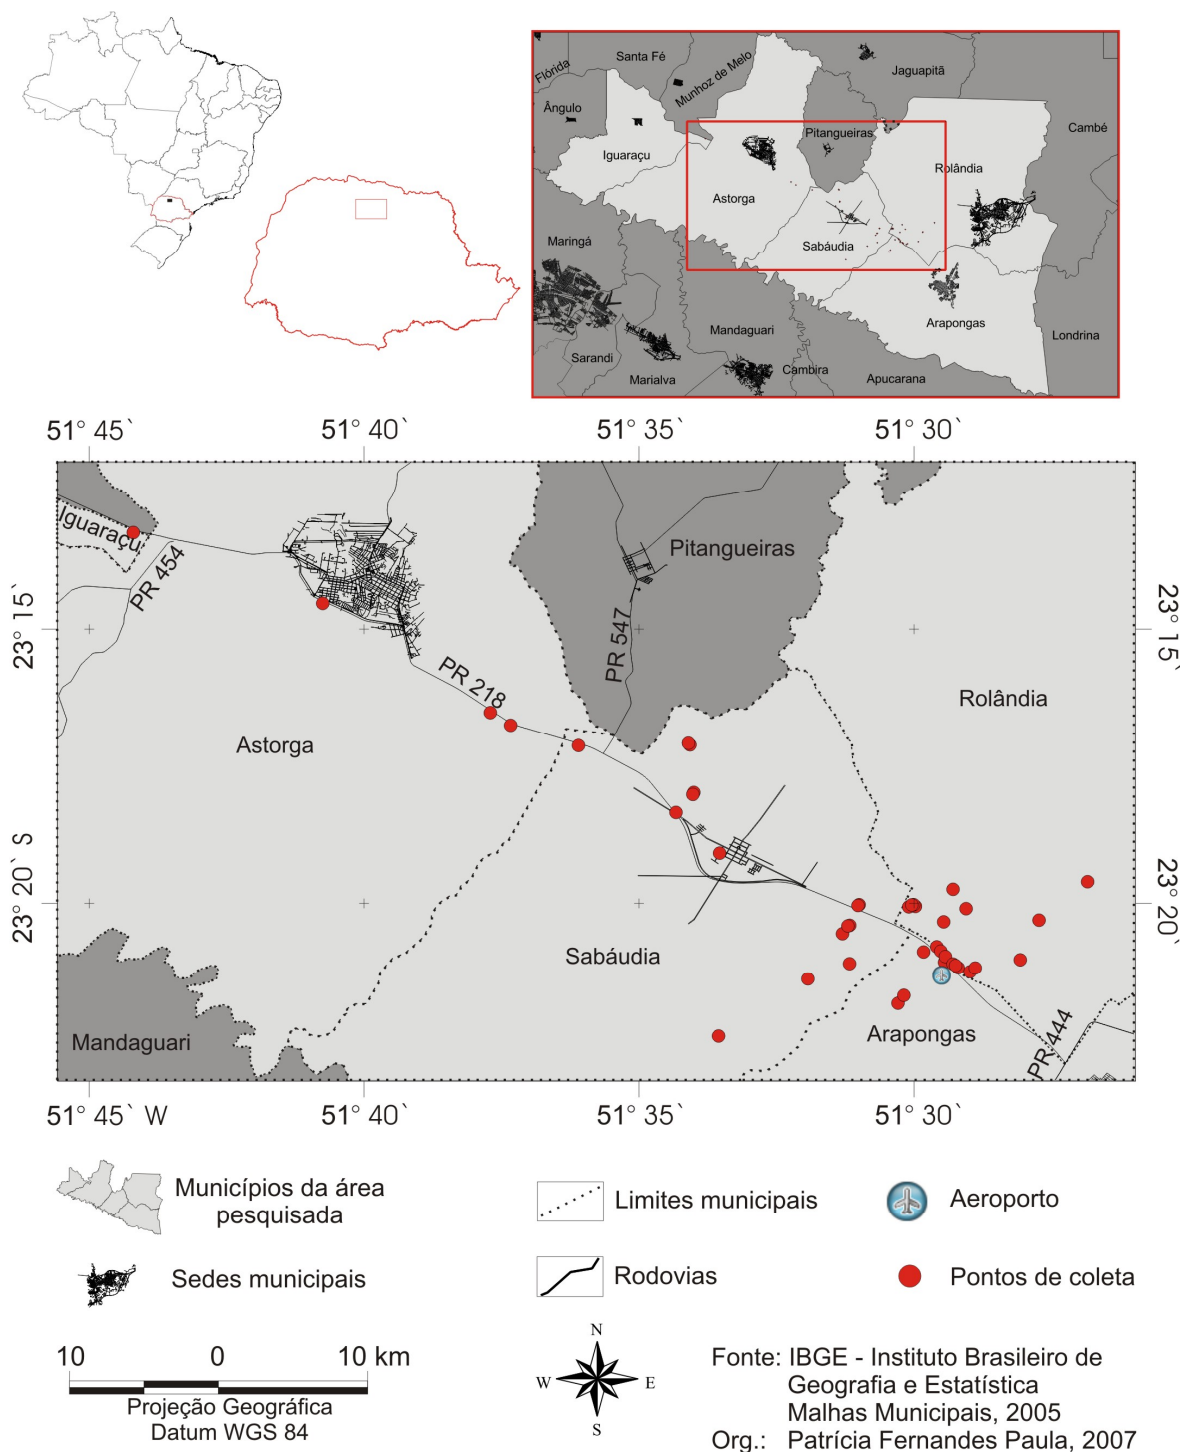 Flórida
Santa Fé
Munhoz de Melo
Jaguapitã
Ângulo
Pitangueiras
Cambé
Iguaraçu
Rolândia
Astorga
Sabáudia
Maringá
Mandaguari
Arapongas
Londrina
Sarandi
Marialva
Cambira
Apucarana
51° 45` 51° 40` 51° 35` 51° 30`
Iguaraçu
PR 454
Pitangueiras
23° 15`
23° 15`
PR 547
PR 218
Rolândia
Astorga
23° 20` S
23° 20`
Sabáudia
Mandaguari
Arapongas
PR 444
51° 45` W 51° 40` 51° 35` 51° 30`
Municípios da área
pesquisada
Limites municipais
Aeroporto
Sedes municipais
Rodovias
Pontos de coleta
10 0 10 km
Projeção Geográfica
Datum WGS 84
N
W E
S
Fonte: IBGE - Instituto Brasileiro de
Geografia e Estatística
Malhas Municipais, 2005
Org.: Patrícia Fernandes Paula, 2007